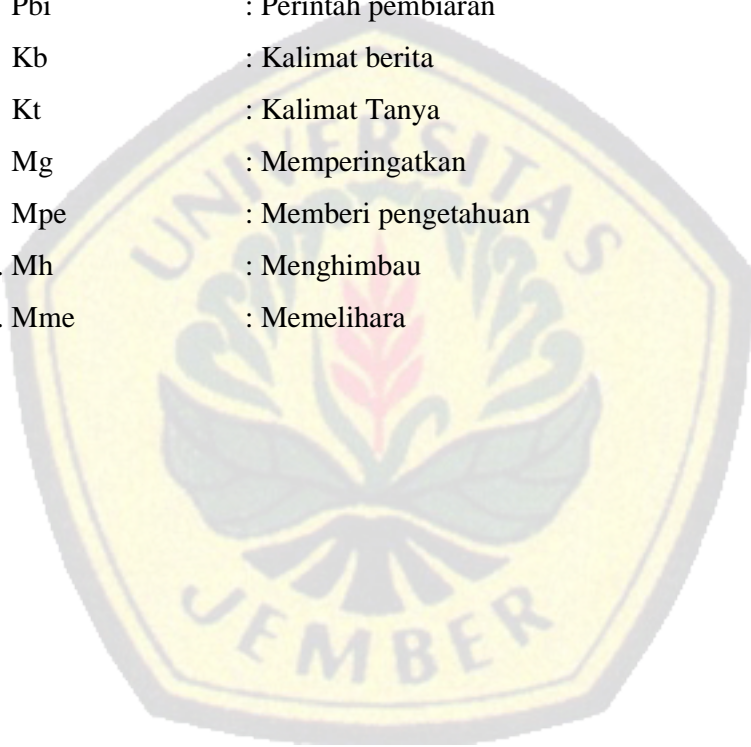 Pbi : Perintah pembiaran
Kb : Kalimat berita
Kt : Kalimat Tanya
Mg : Memperingatkan
Mpe : Memberi pengetahuan
. Mh : Menghimbau
. Mme : Memelihara
UNIVERSITAS
JEMBER